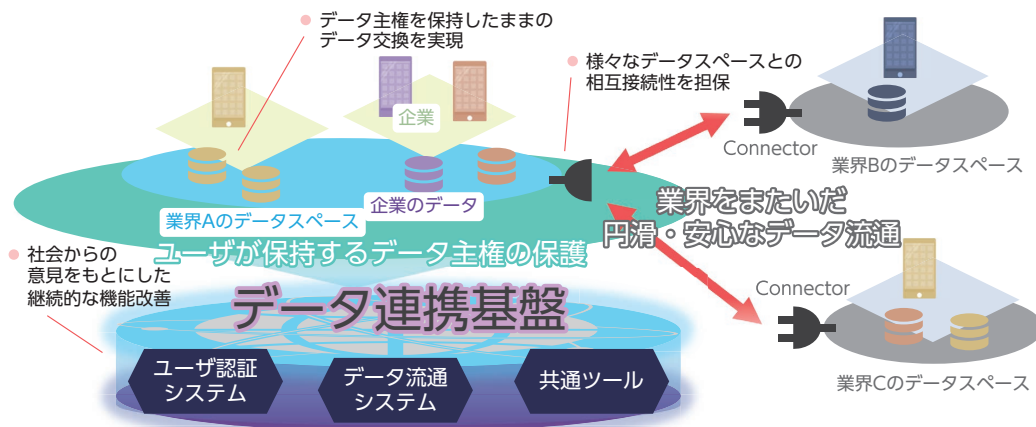 データ主権を保持したままの
データ交換を実現
様々なデータスペースとの
相互接続性を担保
企業
Connector
業界Bのデータスペース
企業のデータ
業界Aのデータスペース
業界をまたいだ
円滑・安心なデータ流通
ユーザが保持するデータ主権の保護
社会からの
意見をもとにした
継続的な機能改善
Connector
データ連携基盤
業界Cのデータスペース
ユーザ認証
システム
データ流通
システム
共通ツール